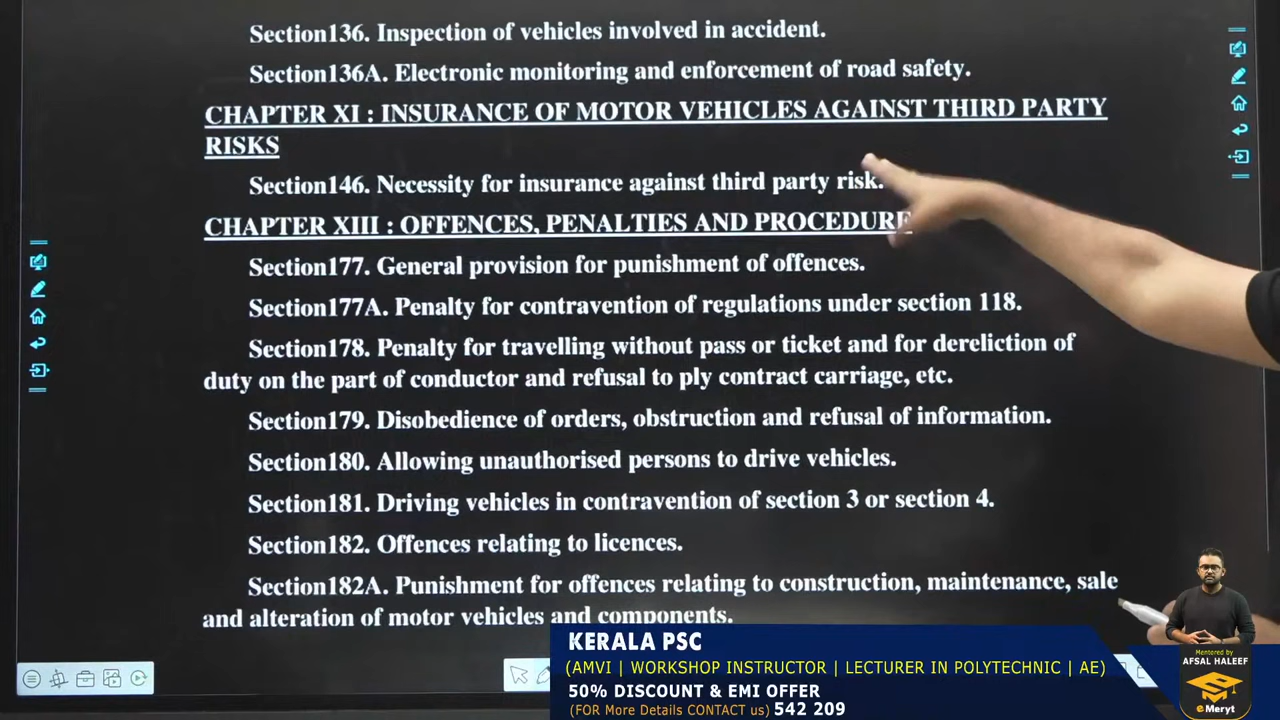 Section136. Inspection of vehicles involved in accident.
Section136A. Electronic monitoring and enforcement of road safety.
CHAPTER XI : INSURANCE OF MOTOR VEHICLES AGAINST THIRD PARTY
RISKS
Section146. Necessity for insurance against third party risk.
CHAPTER XIII : OFFENCES, PENALTIES AND PROCEDURE
Section177. General provision for punishment of offences.
Section177A. Penalty for contravention of regulations under section 118.
Section178. Penalty for travelling without pass or ticket and for dereliction of
duty on the part of conductor and refusal to ply contract carriage, etc.
Section179. Disobedience of orders, obstruction and refusal of information.
Section180. Allowing unauthorised persons to drive vehicles.
Section181. Driving vehicles in contravention of section 3 or section 4.
Section182. Offences relating to licences.
Section182A. Punishment for offences relating to construction, maintenance, sale
and alteration of motor vehicles and components.
KERALA PSC
(AMVI | WORKSHOP INSTRUCTOR | LECTURER IN POLYTECHNIC | AE)
50% DISCOUNT & EMI OFFER
(FOR More Details CONTACT us) 542 209
Mentored by
AFSAL HALEEF
e Meryt